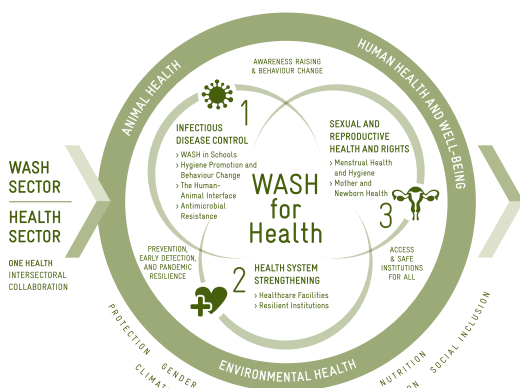 ANIMAL HEALTH
HUMAN HEALTH AND WELL-BEING
ENVIRONMENTAL HEALTH
AWARENESS RAISING
& BEHAVIOUR CHANGE
1
INFECTIOUS
DISEASE CONTROL
› WASH in Schools
› Hygiene Promotion and
Behaviour Change
› The Human-
Animal Interface
› Antimicrobial
Resistance
SEXUAL AND
REPRODUCTIVE
HEALTH AND RIGHTS
› Menstrual Health
and Hygiene
› Mother and
Newborn Health
3
WASH
for
Health
WASH
SECTOR
HEALTH
SECTOR
ONE HEALTH
INTERSECTORAL
COLLABORATION
PREVENTION,
EARLY DETECTION,
AND PANDEMIC
RESILIENCE
2
HEALTH SYSTEM
STRENGTHENING
› Healthcare Facilities
› Resilient Institutions
ACCESS
& SAFE
INSTITUTIONS
FOR ALL
PROTECTION
GENDER
NUTRITION
SOCIAL INCLUSION